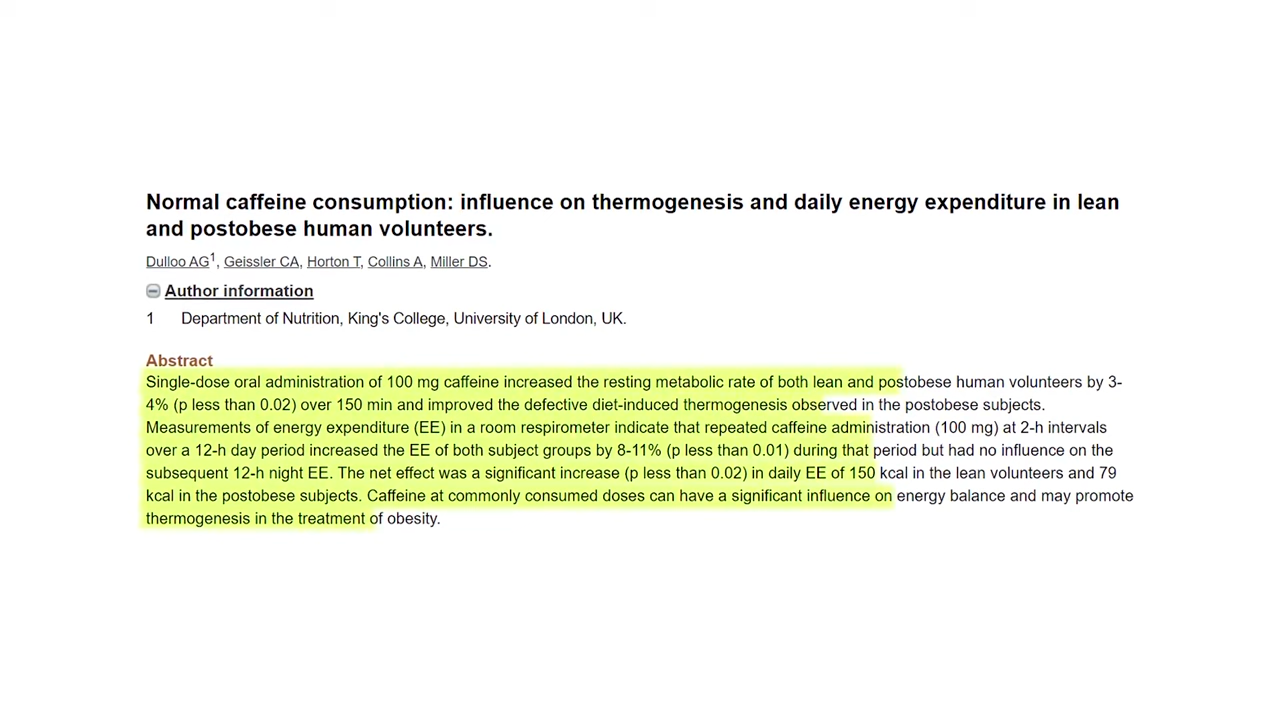 Normal caffeine consumption: influence on thermogenesis and daily energy expenditure in lean
and postobese human volunteers.
Dulloo AG1, Geissler CA, Horton T, Collins A, Miller DS.
Author information
1 Department of Nutrition, King's College, University of London, UK.
Abstract
Single-dose oral administration of 100 mg caffeine increased the resting metabolic rate of both lean and postobese human volunteers by 3-
4% (p less than 0.02) over 150 min and improved the defective diet-induced thermogenesis observed in the postobese subjects.
Measurements of energy expenditure (EE) in a room respirometer indicate that repeated caffeine administration (100 mg) at 2-h intervals
over a 12-h day period increased the EE of both subject groups by 8-11% (p less than 0.01) during that period but had no influence on the
subsequent 12-h night EE. The net effect was a significant increase (p less than 0.02) in daily EE of 150 kcal in the lean volunteers and 79
kcal in the postobese subjects. Caffeine at commonly consumed doses can have a significant influence on energy balance and may promote
thermogenesis in the treatment of obesity.